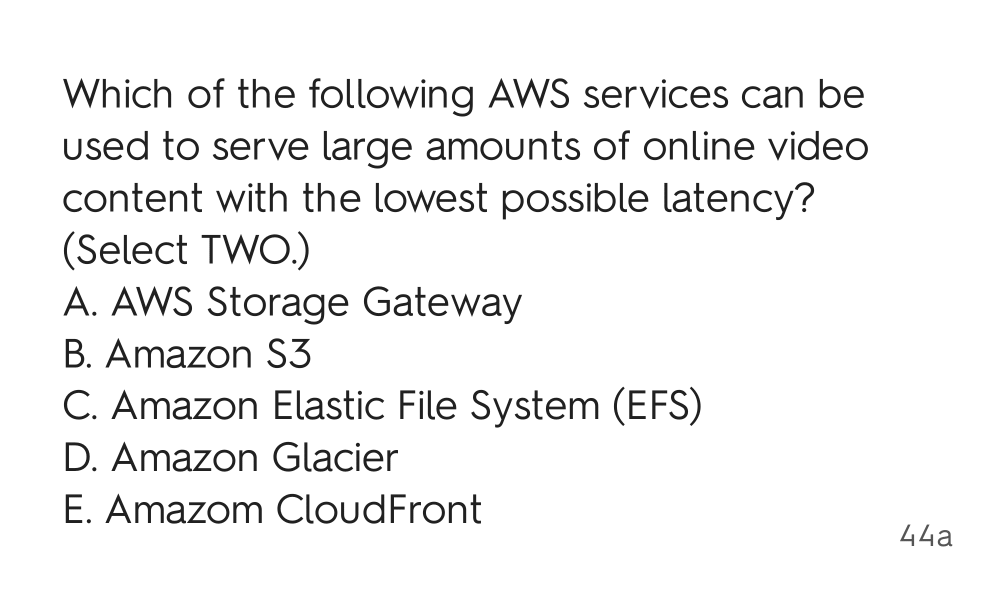 Which of the following AWS services can be
used to serve large amounts of online video
content with the lowest possible latency?
(Select TWO.)
A. AWS Storage Gateway
B. Amazon S3
C. Amazon Elastic File System (EFS)
D. Amazon Glacier
E. Amazom CloudFront
44a